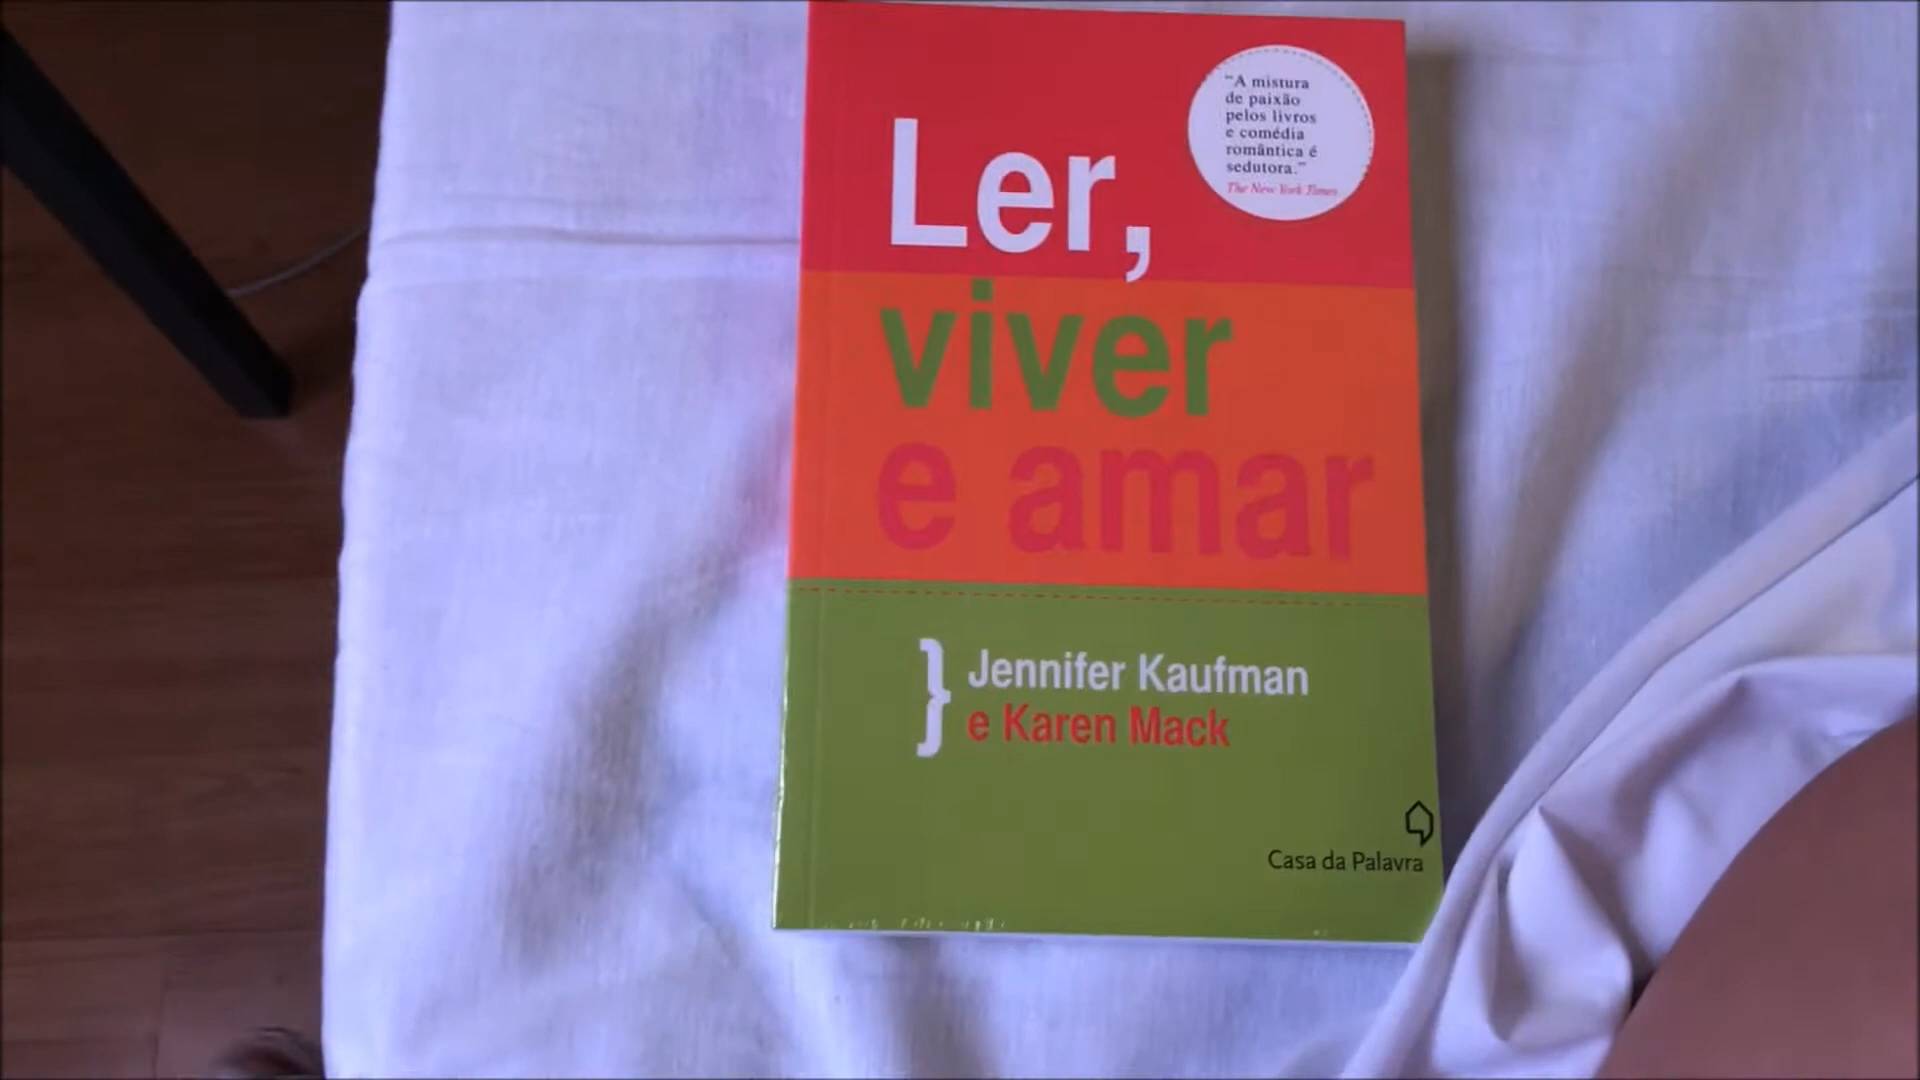 "A mistura
de paixão
pelos livros
e comédia
romântica é
sedutora."
The New York Times
Ler,
viver
e amar
} Jennifer Kaufman
e Karen Mack
Casa da Palavra